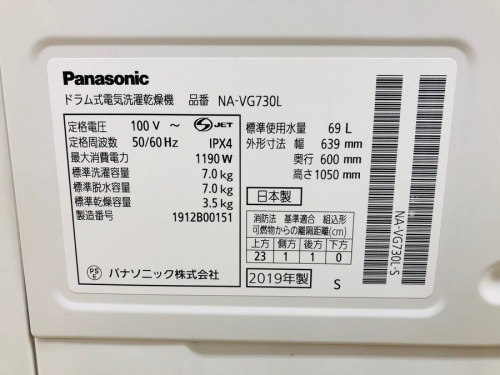 Panasonic
ドラム式電気洗濯乾燥機 品番 NA-VG730L
定格電圧 100 V ～ S JET
定格周波数 50/60 Hz IPX4
最大消費電力 1190 W
標準洗濯容量 7.0 kg
標準脱水容量 7.0 kg
標準乾燥容量 3.5 kg
製造番号 1912B00151
PS E パナソニック株式会社
標準使用水量 69 L
外形寸法 幅 639 mm
奥行 600 mm
高さ 1050 mm
日本製
消防法 基準適合 組込形
可燃物からの離隔距離(cm)
上方 側方 後方 下方
23 1 1 0
2019年製 S
NA-VG730L-S